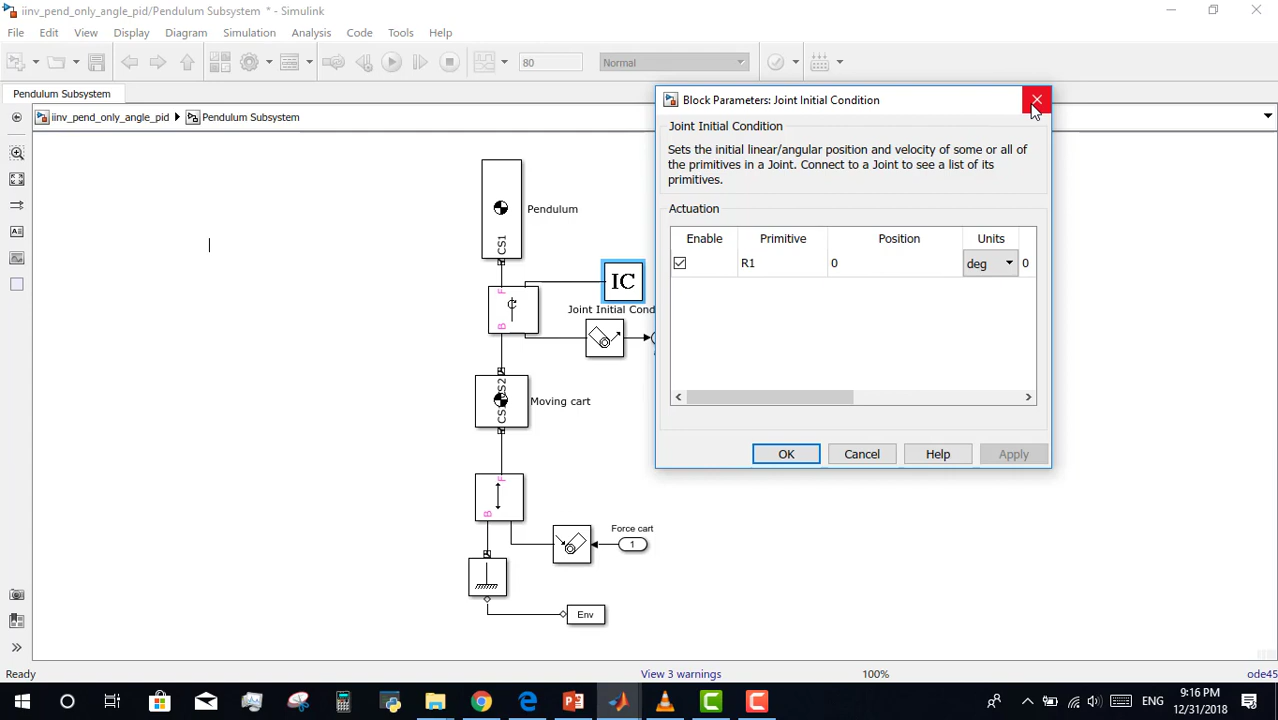 iinv_pend_only_angle_pid/Pendulum Subsystem * - Simulink
File Edit View Display Diagram Simulation Analysis Code Tools Help
80
Normal
Pendulum Subsystem
iinv_pend_only_angle_pid
Pendulum Subsystem
Block Parameters: Joint Initial Condition
Joint Initial Condition
Sets the initial linear/angular position and velocity of some or all of
the primitives in a Joint. Connect to a Joint to see a list of its
primitives.
Actuation
Enable Primitive Position Units
R1 0 deg 0
OK Cancel Help Apply
Pendulum
CS1
F
IC
B
Joint Initial Cond
CS2
CS1
Moving cart
F
B
Force cart
1
Env
Ready
View 3 warnings
100%
ode45
ENG
9:16 PM
12/31/2018